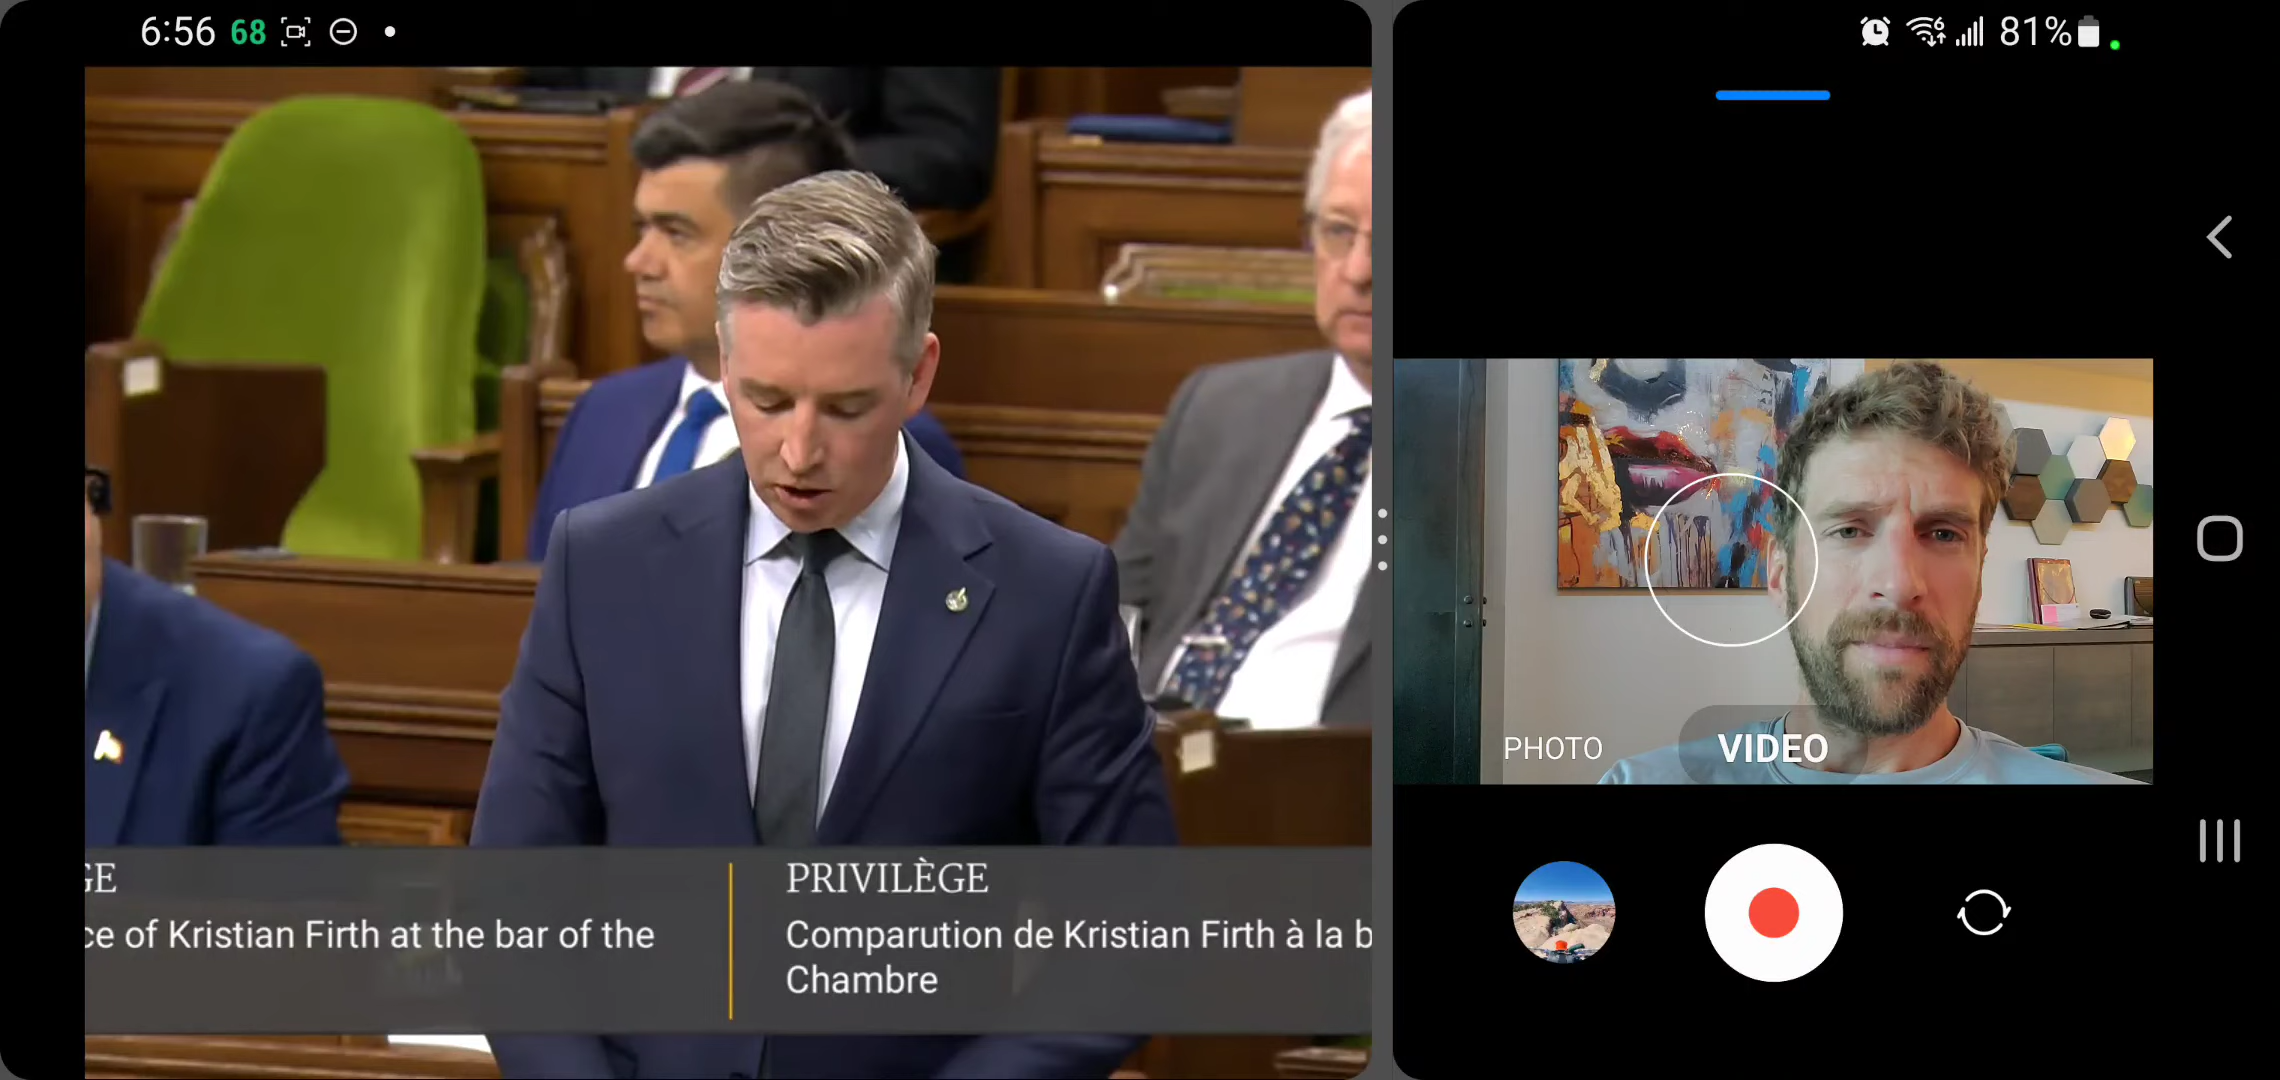 6:56 68
81%
GE
ce of Kristian Firth at the bar of the
PRIVILÈGE
Comparution de Kristian Firth à la b
Chambre
PHOTO VIDEO